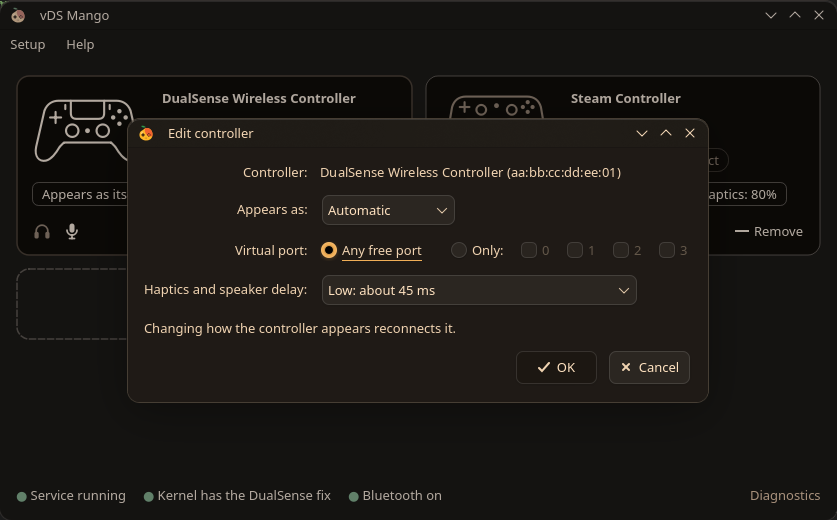 vDS Mango
Setup Help
DualSense Wireless Controller
Steam Controller
Edit controller
Controller: DualSense Wireless Controller (aa:bb:cc:dd:ee:01)
Appears as: Automatic
Appears as its
aptics: 80%
Virtual port: Any free port Only: 0 1 2 3
Remove
Haptics and speaker delay: Low: about 45 ms
Changing how the controller appears reconnects it.
OK Cancel
Service running Kernel has the DualSense fix Bluetooth on Diagnostics